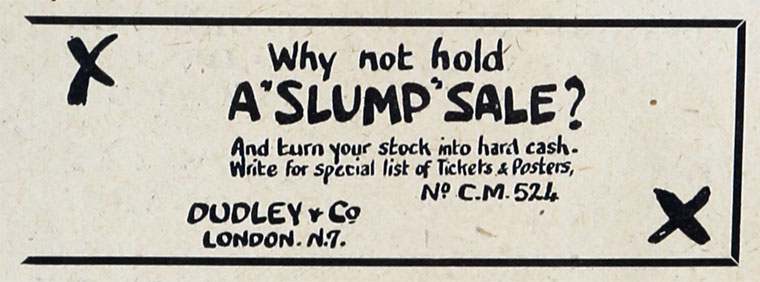 Why not hold
A "SLUMP" SALE?
And turn your stock into hard cash.
Write for special list of Tickets & Posters,
No C.M. 524
DUDLEY & Co
LONDON. N.7.